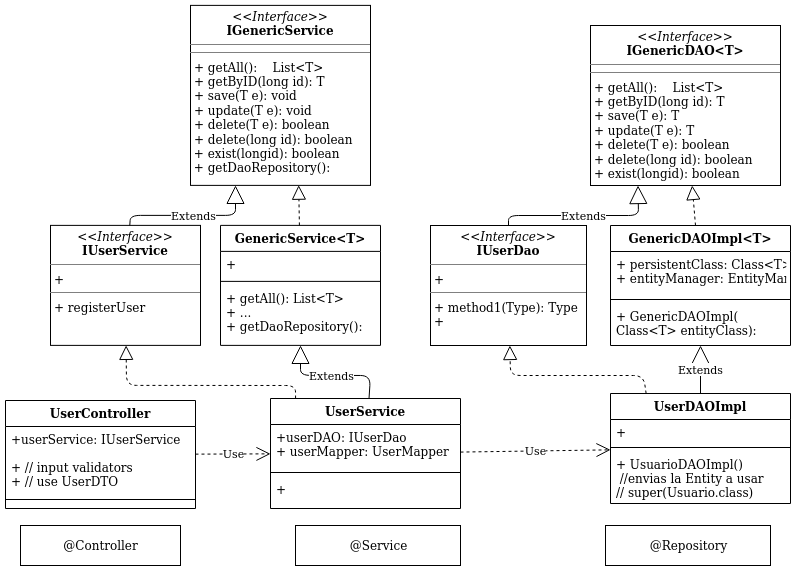 <<Interface>>
IGenericService
+ getAll(): List<T>
+ getByID(long id): T
+ save(T e): void
+ update(T e): void
+ delete(T e): boolean
+ delete(long id): boolean
+ exist(longid): boolean
+ getDaoRepository():
<<Interface>>
IGenericDAO<T>
+ getAll(): List<T>
+ getByID(long id): T
+ save(T e): T
+ update(T e): T
+ delete(T e): boolean
+ delete(long id): boolean
+ exist(longid): boolean
Extends
Extends
<<Interface>>
IUserService
+
+ registerUser
GenericService<T>
+
+ getAll(): List<T>
+ ...
+ getDaoRepository():
<<Interface>>
IUserDao
+
+ method1(Type): Type
+
GenericDAOImpl<T>
+ persistentClass: Class<T>
+ entityManager: EntityMar
+ GenericDAOImpl(
Class<T> entityClass):
Extends
Extends
UserController
+userService: IUserService
+ // input validators
+ // use UserDTO
Use
UserService
+userDAO: IUserDao
+ userMapper: UserMapper
+
Use
UserDAOImpl
+
+ UsuarioDAOImpl()
//envias la Entity a usar
// super(Usuario.class)
@Controller
@Service
@Repository